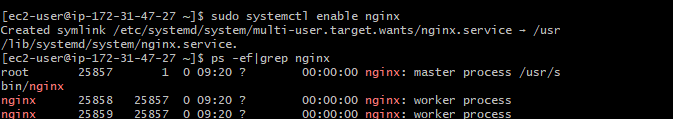 [ec2-user@ip-172-31-47-27 ~]$ sudo systemctl enable nginx
Created symlink /etc/systemd/system/multi-user.target.wants/nginx.service → /usr
/lib/systemd/system/nginx.service.
[ec2-user@ip-172-31-47-27 ~]$ ps -ef|grep nginx
root       25857       1  0 09:20 ?        00:00:00 nginx: master process /usr/s
bin/nginx
nginx      25858   25857  0 09:20 ?        00:00:00 nginx: worker process
nginx      25859   25857  0 09:20 ?        00:00:00 nginx: worker process